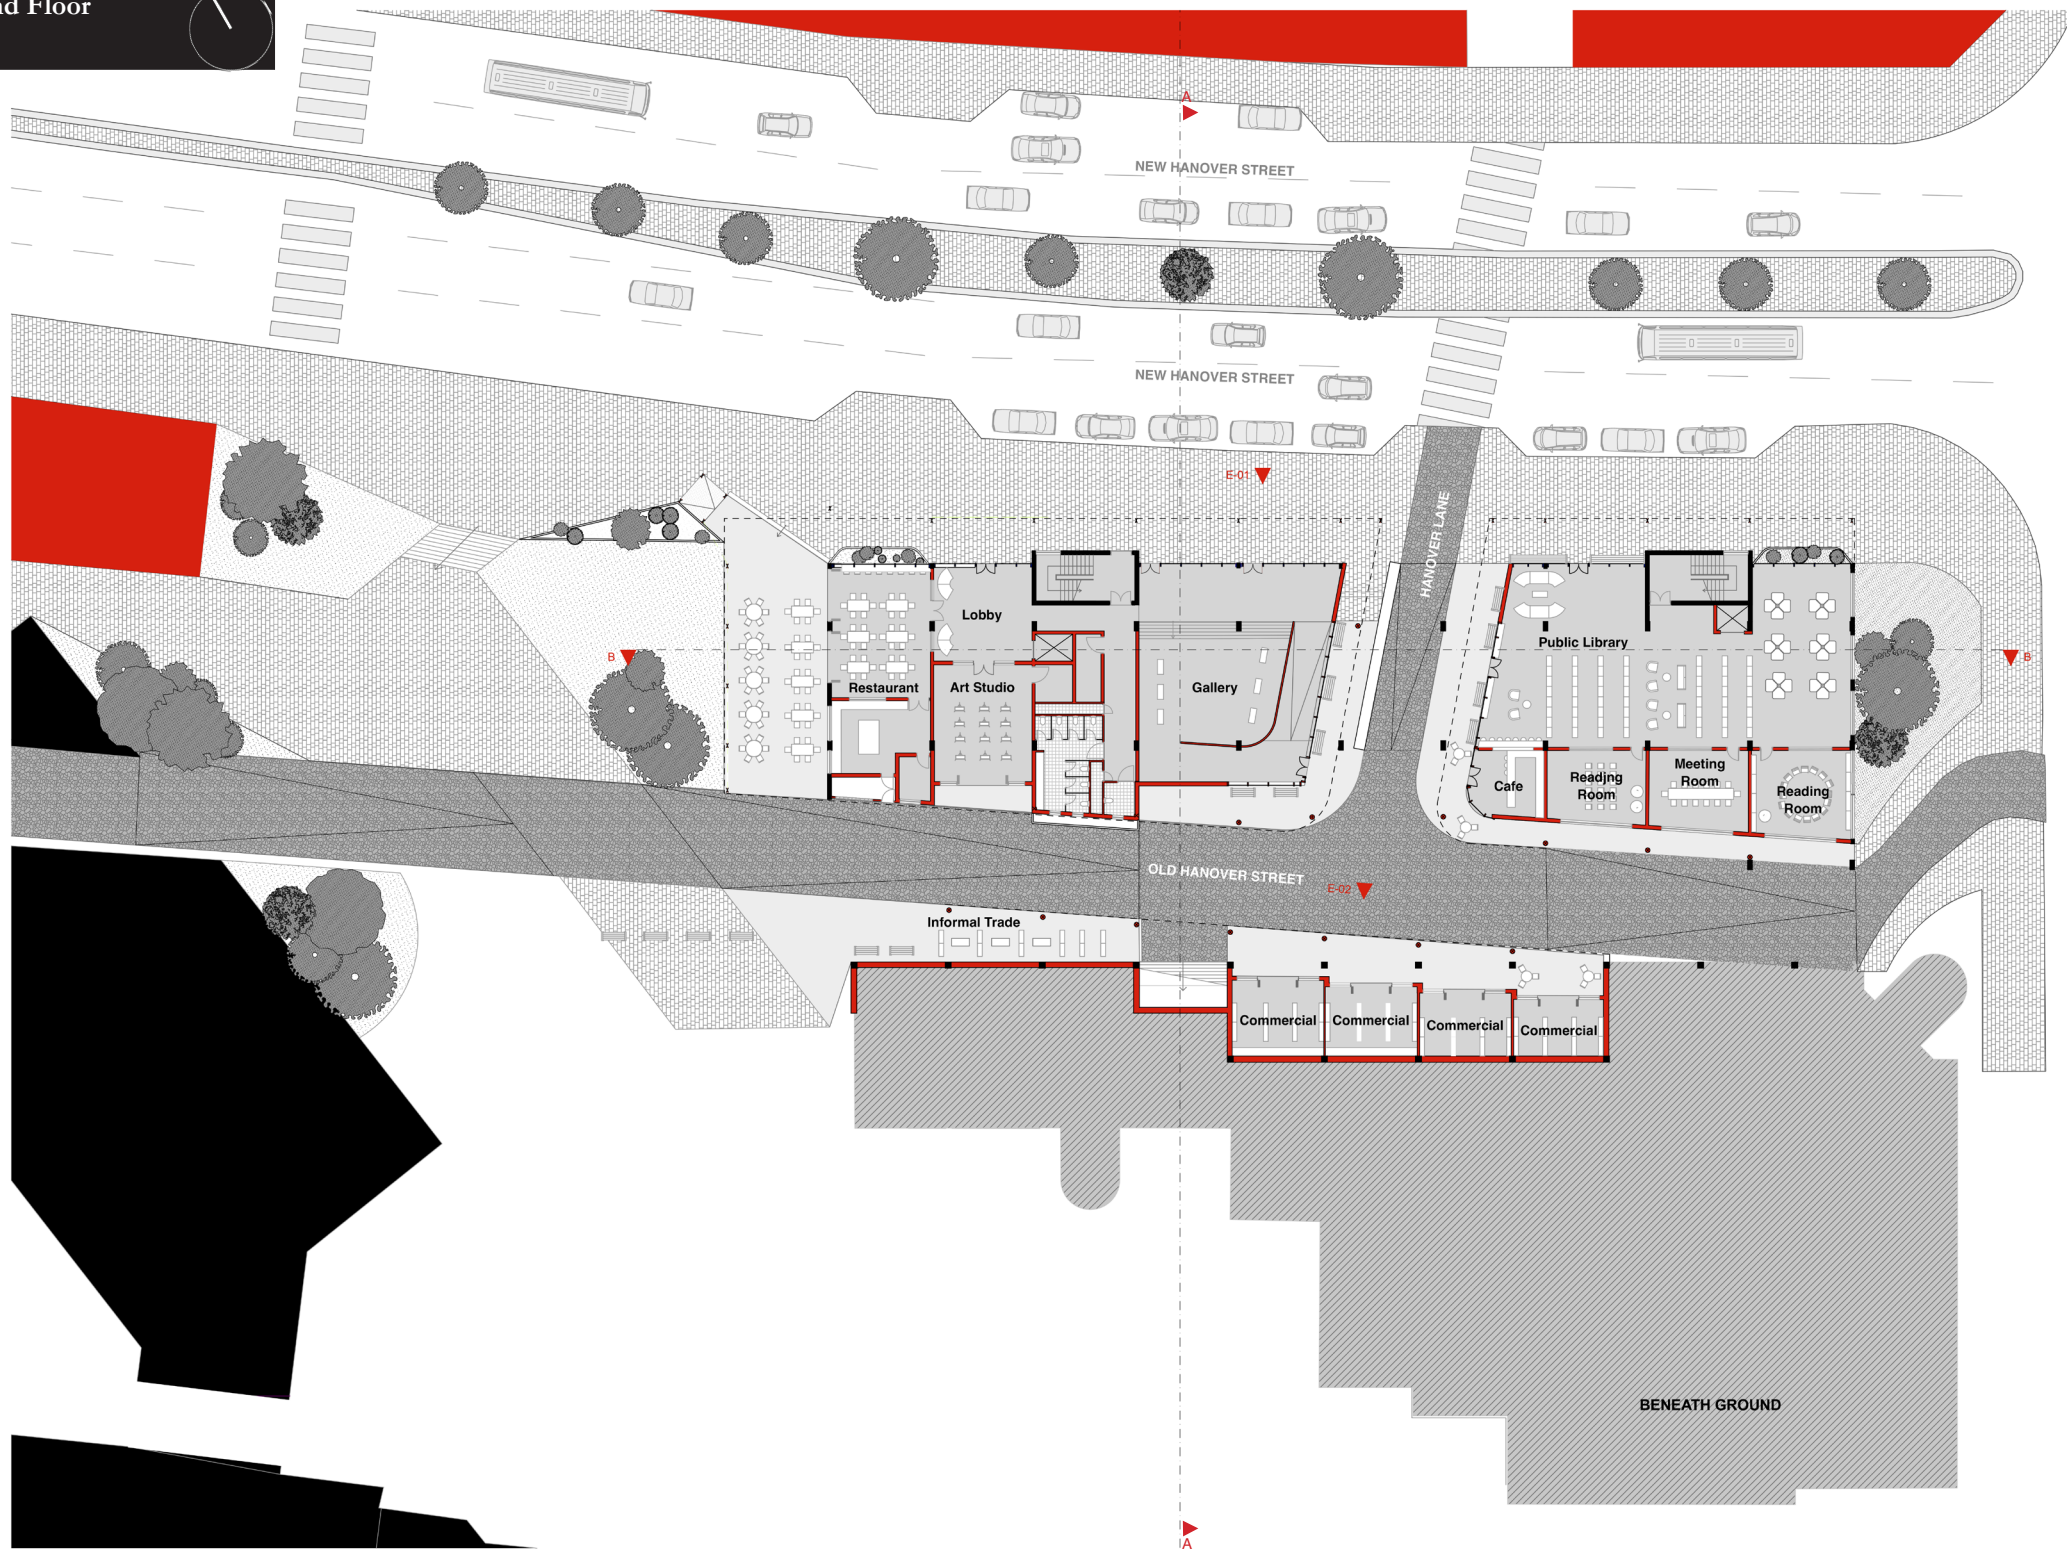 Floor
A
NEW HANOVER STREET
NEW HANOVER STREET
E-01
HANOVER LANE
Lobby
Public Library
B
B
Restaurant
Art Studio
Gallery
Cafe
Reading
Room
Meeting
Room
Reading
Room
OLD HANOVER STREET
E-02
Informal Trade
Commercial
Commercial
Commercial
Commercial
BENEATH GROUND
A